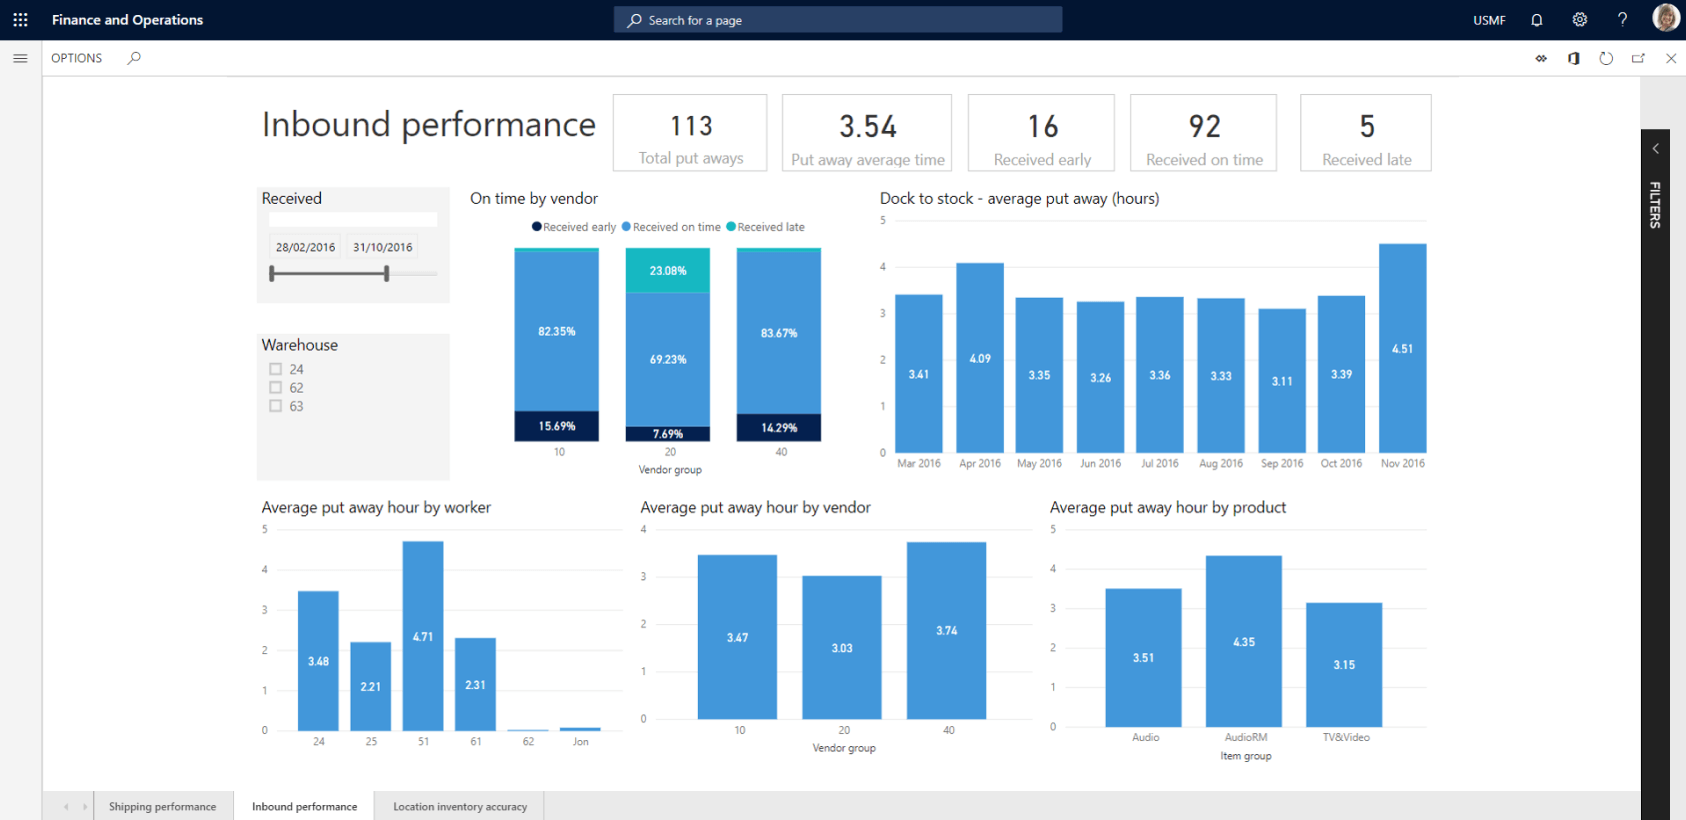 Finance and Operations
Search for a page
USMF
?
OPTIONS
Inbound performance
113
Total put aways
3.54
Put away average time
16
Received early
92
Received on time
5
Received late
FILTERS
Received
28/02/2016 31/10/2016
Warehouse
24
62
63
On time by vendor
Received early Received on time Received late
23.08%
82.35% 69.23% 83.67%
15.69% 7.69% 14.29%
10 20 40
Vendor group
Dock to stock - average put away (hours)
5
4
3
2
1
0
3.41 4.09 3.35 3.26 3.36 3.33 3.11 3.39 4.51
Mar 2016 Apr 2016 May 2016 Jun 2016 Jul 2016 Aug 2016 Sep 2016 Oct 2016 Nov 2016
Average put away hour by worker
5
4
3
2
1
0
3.48 2.21 4.71 2.31
24 25 51 61 62 Jon
Average put away hour by vendor
4
3
2
1
0
3.47 3.03 3.74
10 20 40
Vendor group
Average put away hour by product
5
4
3
2
1
0
3.51 4.35 3.15
Audio AudioRM TV&Video
Item group
Shipping performance Inbound performance Location inventory accuracy